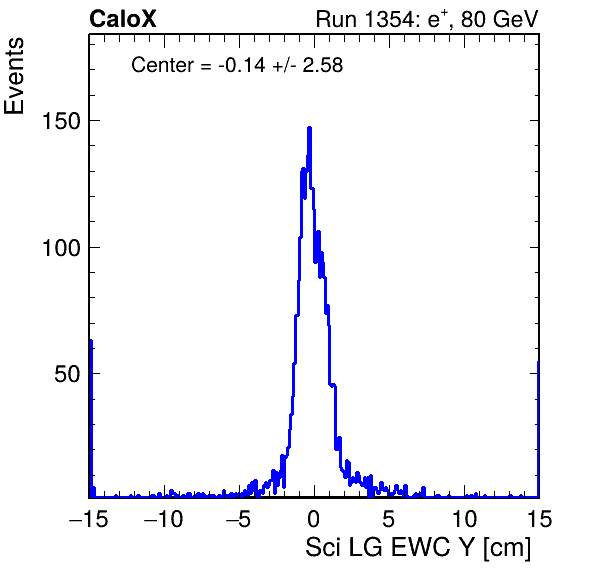 CaloX Run 1354: e⁺, 80 GeV
Center = -0.14 +/- 2.58
Events
150
100
50
−15 −10 −5 0 5 10 15
Sci LG EWC Y [cm]